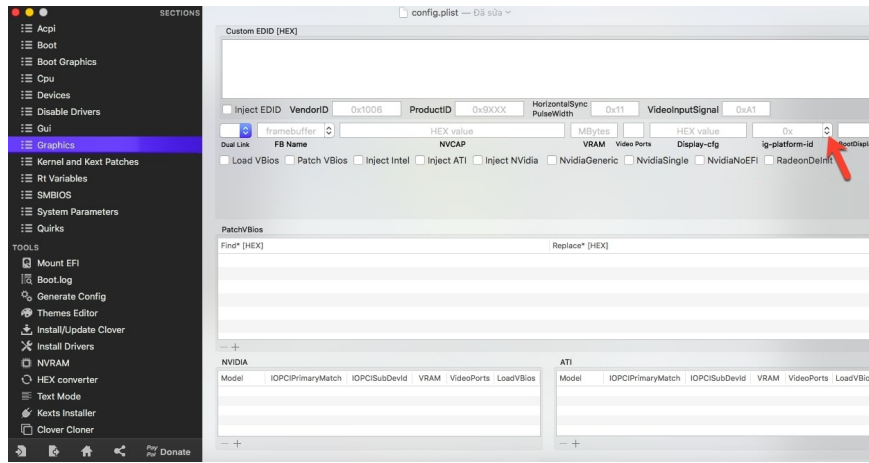 SECTIONS
config.plist — Đã sửa
Acpi
Boot
Boot Graphics
Cpu
Devices
Disable Drivers
Gui
Graphics
Kernel and Kext Patches
Rt Variables
SMBIOS
System Parameters
Quirks
TOOLS
Mount EFI
Boot.log
Generate Config
Themes Editor
Install/Update Clover
Install Drivers
NVRAM
HEX converter
Text Mode
Kexts Installer
Clover Cloner
Pay Pal Donate
Custom EDID [HEX]
Inject EDID VendorID 0x1006 ProductID 0x9XXX HorizontalSync PulseWidth 0x11 VideoInputSignal 0xA1
framebuffer HEX value MBytes HEX value 0x
Dual Link FB Name NVCAP VRAM Video Ports Display-cfg ig-platform-id BootDispl
Load VBios Patch VBios Inject Intel Inject ATI Inject NVidia NvidiaGeneric NvidiaSingle NvidiaNoEFI RadeonDeInit
PatchVBios
Find* [HEX] Replace* [HEX]
NVIDIA
Model IOPCIPrimaryMatch IOPCISubDevId VRAM VideoPorts LoadVBios
ATI
Model IOPCIPrimaryMatch IOPCISubDevId VRAM VideoPorts LoadVBio